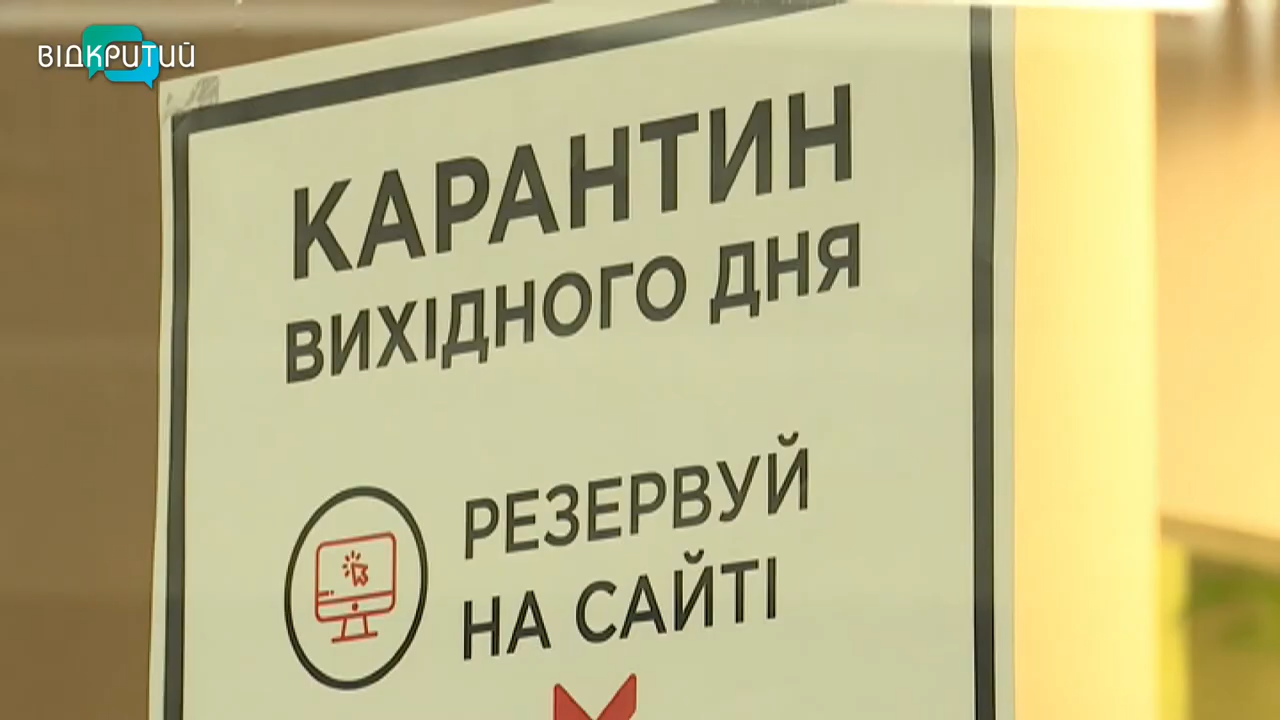 ВІДКРИТИЙ
КАРАНТИН
ВИХІДНОГО ДНЯ
РЕЗЕРВУЙ
НА САЙТІ